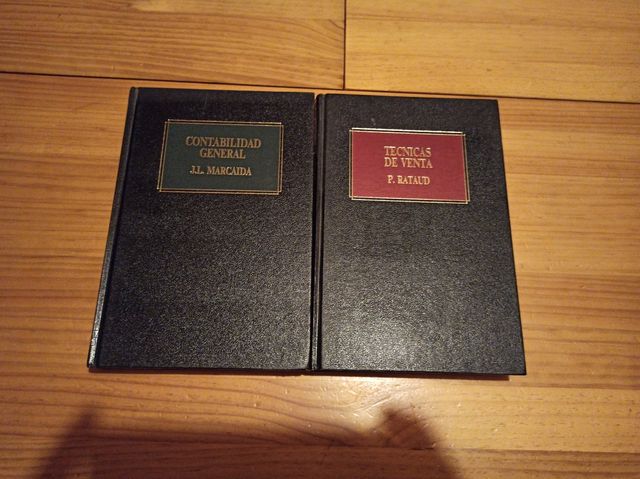 CONTABILIDAD
GENERAL
J.L. MARCAIDA
TECNICAS
DE VENTA
P. RATAUD